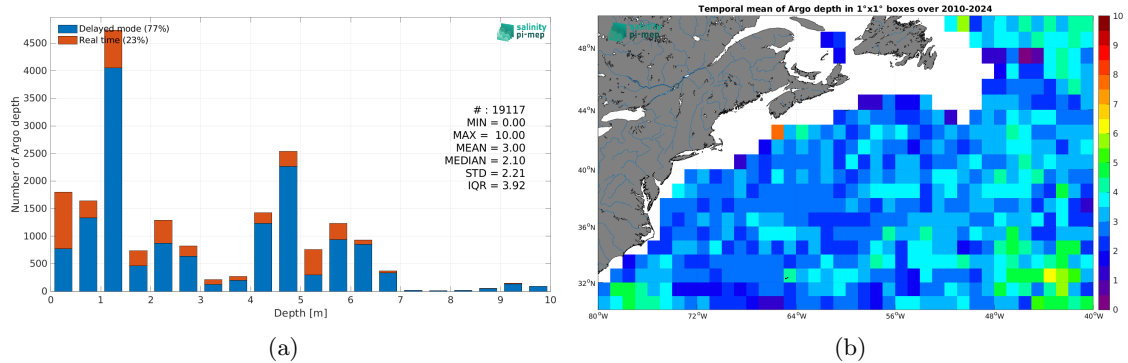 Delayed mode (77%)
Real time (23%)
salinity
pi-mep
# : 19117
MIN = 0.00
MAX = 10.00
MEAN = 3.00
MEDIAN = 2.10
STD = 2.21
IQR = 3.92
Number of Argo depth
4500
4000
3500
3000
2500
2000
1500
1000
500
0
0 1 2 3 4 5 6 7 8 9 10
Depth [m]
(a)
Temporal mean of Argo depth in 1°x1° boxes over 2010-2024
salinity
pi-mep
48°N
44°N
40°N
36°N
32°N
80°W 72°W 64°W 56°W 48°W 40°W
10
9
8
7
6
5
4
3
2
1
0
(b)